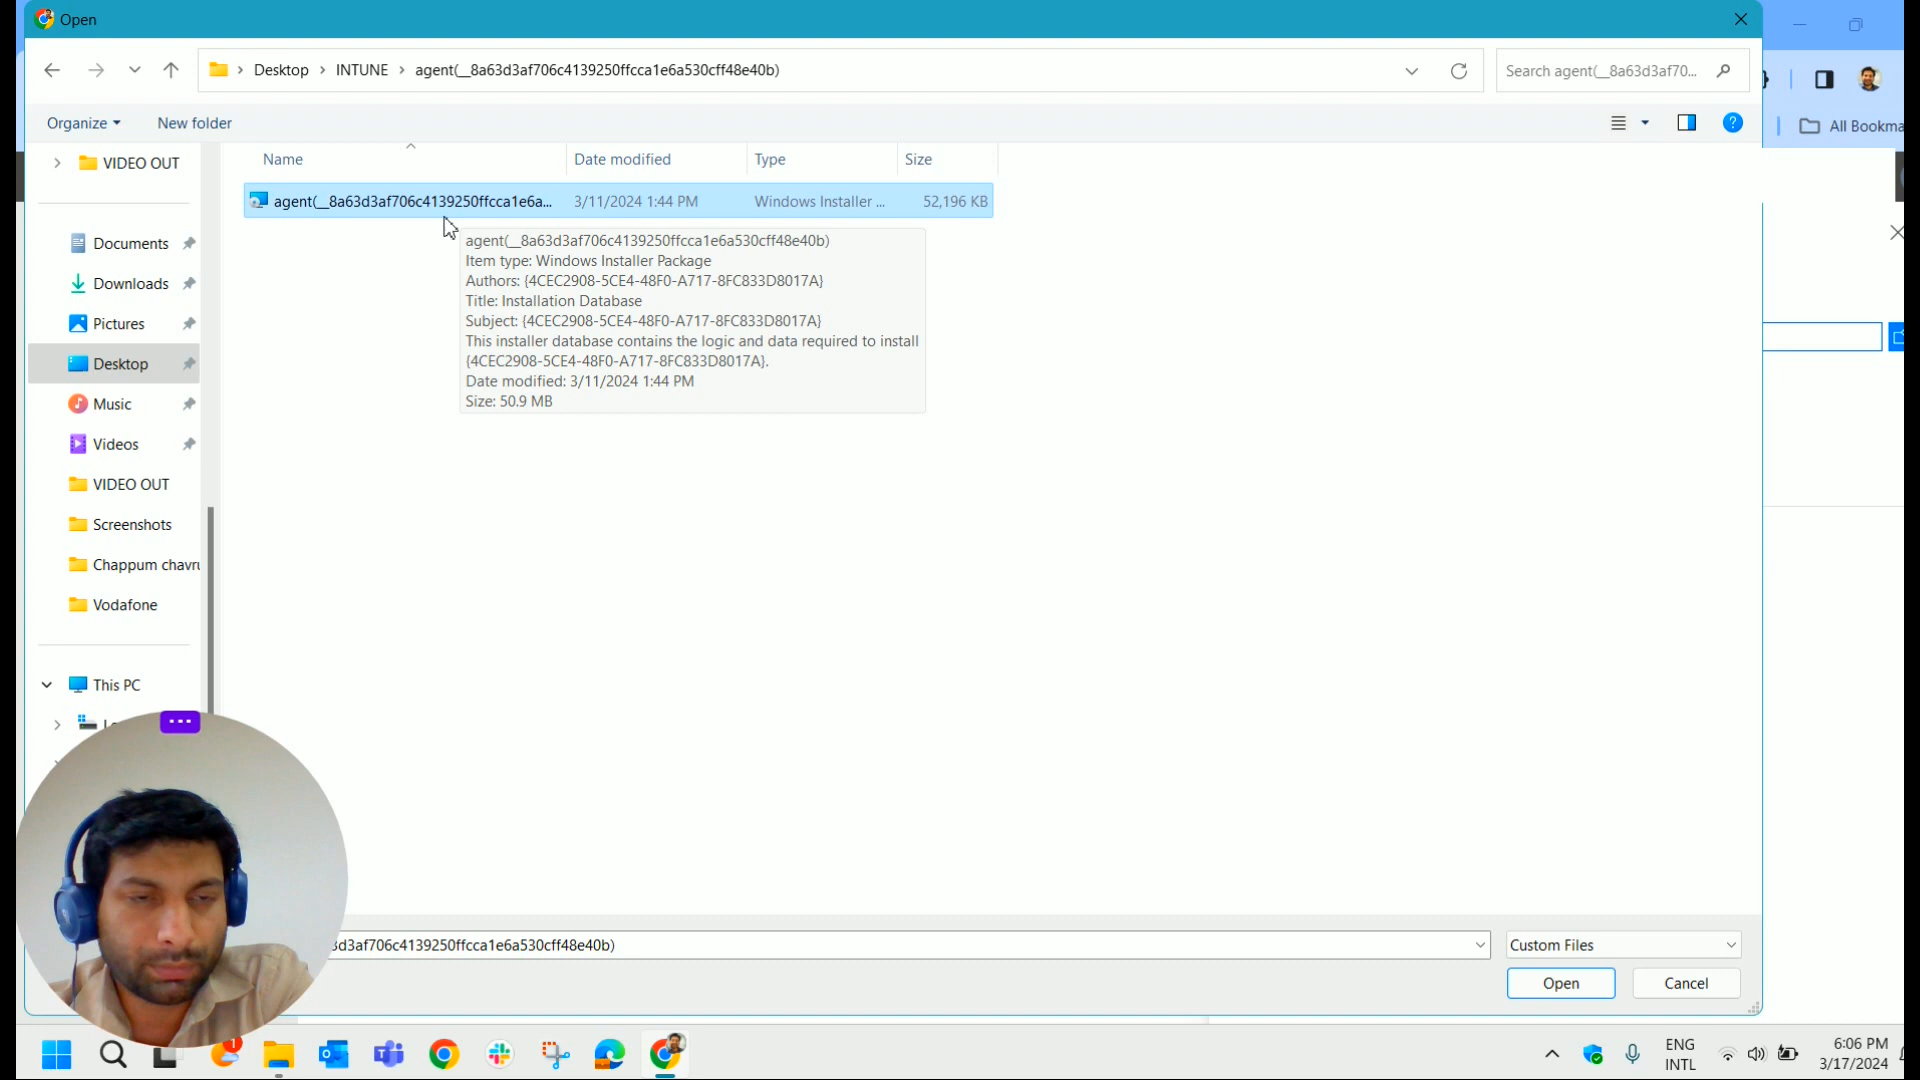 Open
Desktop
INTUNE
agent(__8a63d3af706c4139250ffcca1e6a530cff48e40b)
Search agent(__8a63d3af70...
Organize
New folder
All Bookma
VIDEO OUT
Name
Date modified
Type
Size
agent(__8a63d3af706c4139250ffcca1e6a...
3/11/2024 1:44 PM
Windows Installer ...
52,196 KB
agent(__8a63d3af706c4139250ffcca1e6a530cff48e40b)
Item type: Windows Installer Package
Authors: {4CEC2908-5CE4-48F0-A717-8FC833D8017A}
Title: Installation Database
Subject: {4CEC2908-5CE4-48F0-A717-8FC833D8017A}
This installer database contains the logic and data required to install
{4CEC2908-5CE4-48F0-A717-8FC833D8017A}.
Date modified: 3/11/2024 1:44 PM
Size: 50.9 MB
Documents
Downloads
Pictures
Desktop
Music
Videos
VIDEO OUT
Screenshots
Chappum chavru
Vodafone
This PC
d3af706c4139250ffcca1e6a530cff48e40b)
Custom Files
Open
Cancel
1
ENG
INTL
6:06 PM
3/17/2024